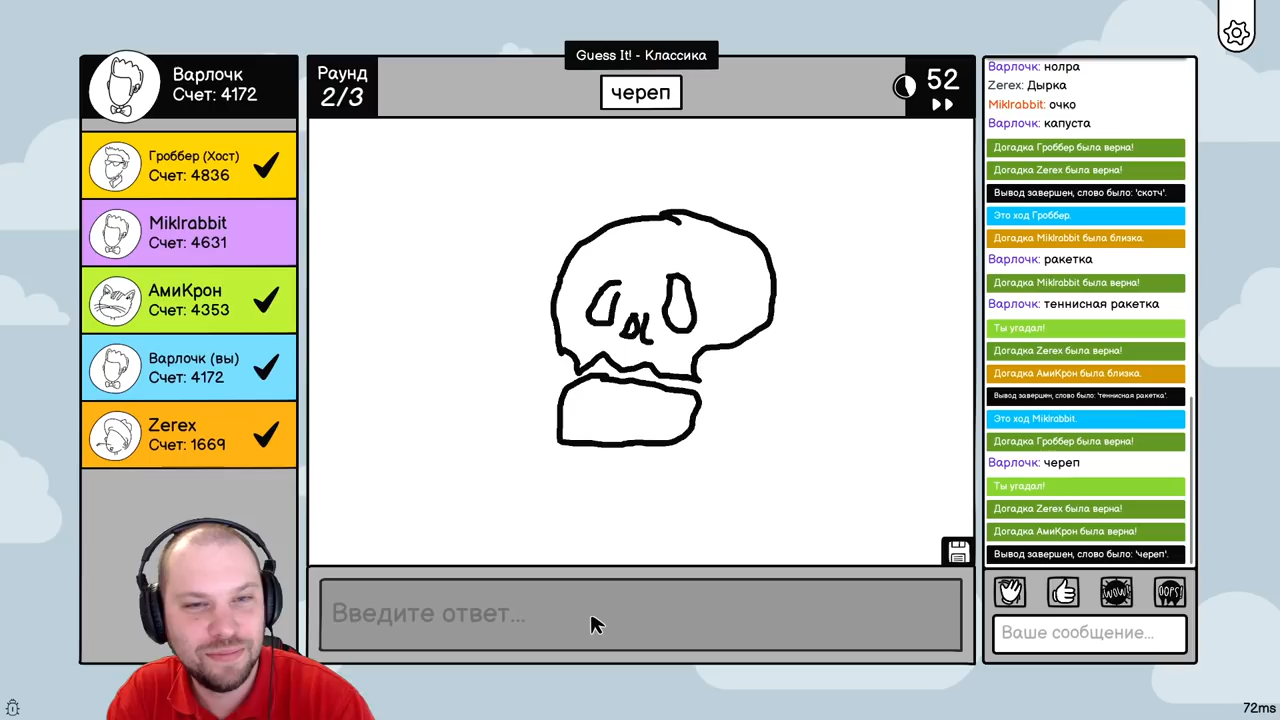 Guess It! - Классика
Варлочк
Счет: 4172
Раунд
2/3
череп
52
Гроббер (Хост)
Счет: 4836
Miklrabbit
Счет: 4631
АмиКрон
Счет: 4353
Варлочк (вы)
Счет: 4172
Zerex
Счет: 1669
Введите ответ...
Варлочк: нолра
Zerex: Дырка
Miklrabbit: очко
Варлочк: капуста
Догадка Гроббер была верна!
Догадка Zerex была верна!
Вывод завершен, слово было: 'скотч'.
Это ход Гроббер.
Догадка Miklrabbit была близка.
Варлочк: ракетка
Догадка Miklrabbit была верна!
Варлочк: теннисная ракетка
Ты угадал!
Догадка Zerex была верна!
Догадка АмиКрон была близка.
Вывод завершен, слово было: 'теннисная ракетка'.
Это ход Miklrabbit.
Догадка Гроббер была верна!
Варлочк: череп
Ты угадал!
Догадка Zerex была верна!
Догадка АмиКрон была верна!
Вывод завершен, слово было: 'череп'.
WOW!
OOPS!
Ваше сообщение...
72ms